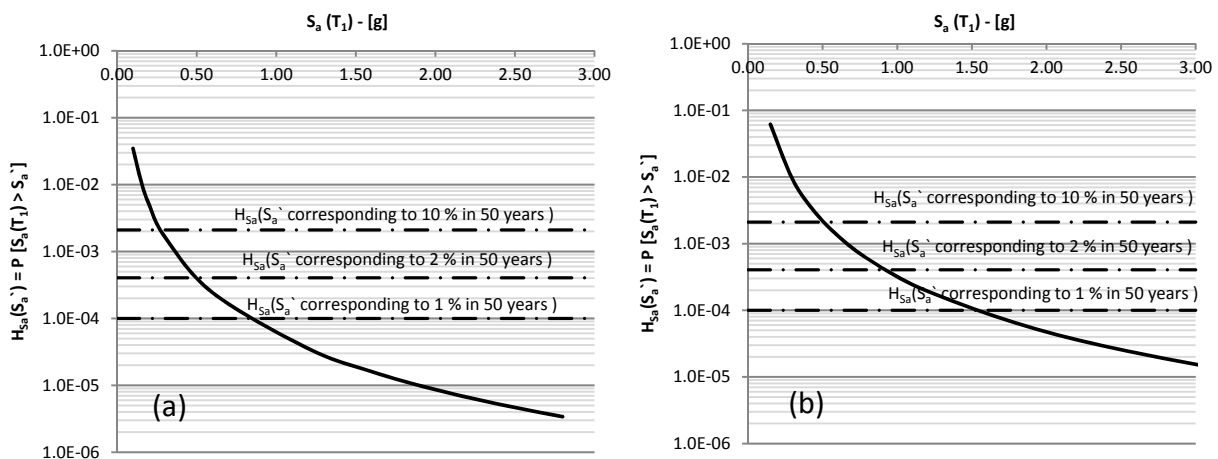 Sa (T1) - [g]
1.0E+00
0.00 0.50 1.00 1.50 2.00 2.50 3.00
1.0E-01
1.0E-02
1.0E-03
1.0E-04
1.0E-05
1.0E-06
HSa(Sa`) = P [Sa(T1) > Sa`]
HSa(Sa` corresponding to 10 % in 50 years )
HSa(Sa` corresponding to 2 % in 50 years )
HSa(Sa` corresponding to 1 % in 50 years )
(a)
Sa (T1) - [g]
1.0E+00
0.00 0.50 1.00 1.50 2.00 2.50 3.00
1.0E-01
1.0E-02
1.0E-03
1.0E-04
1.0E-05
1.0E-06
HSa(Sa`) = P [Sa(T1) > Sa`]
HSa(Sa` corresponding to 10 % in 50 years )
HSa(Sa` corresponding to 2 % in 50 years )
HSa(Sa` corresponding to 1 % in 50 years )
(b)